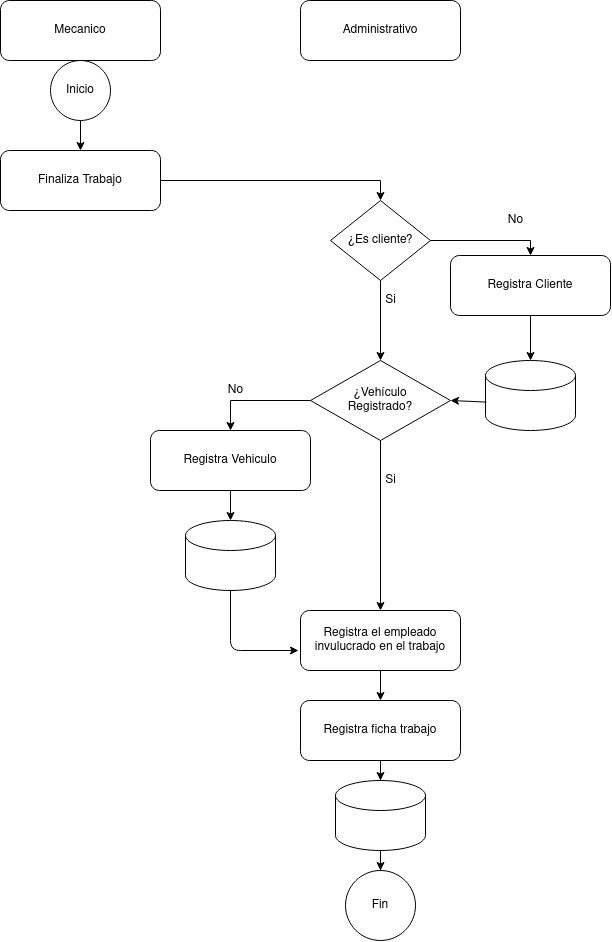 Mecanico
Administrativo
Inicio
Finaliza Trabajo
No
¿Es cliente?
Registra Cliente
Si
No
¿Vehículo
Registrado?
Registra Vehiculo
Si
Registra el empleado
invulucrado en el trabajo
Registra ficha trabajo
Fin